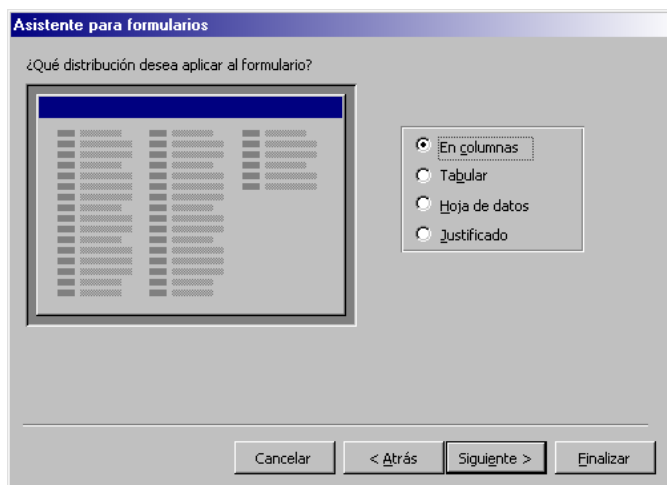 Asistente para formularios
¿Qué distribución desea aplicar al formulario?
En columnas
Tabular
Hoja de datos
Justificado
Cancelar
< Atrás
Siguiente >
Finalizar